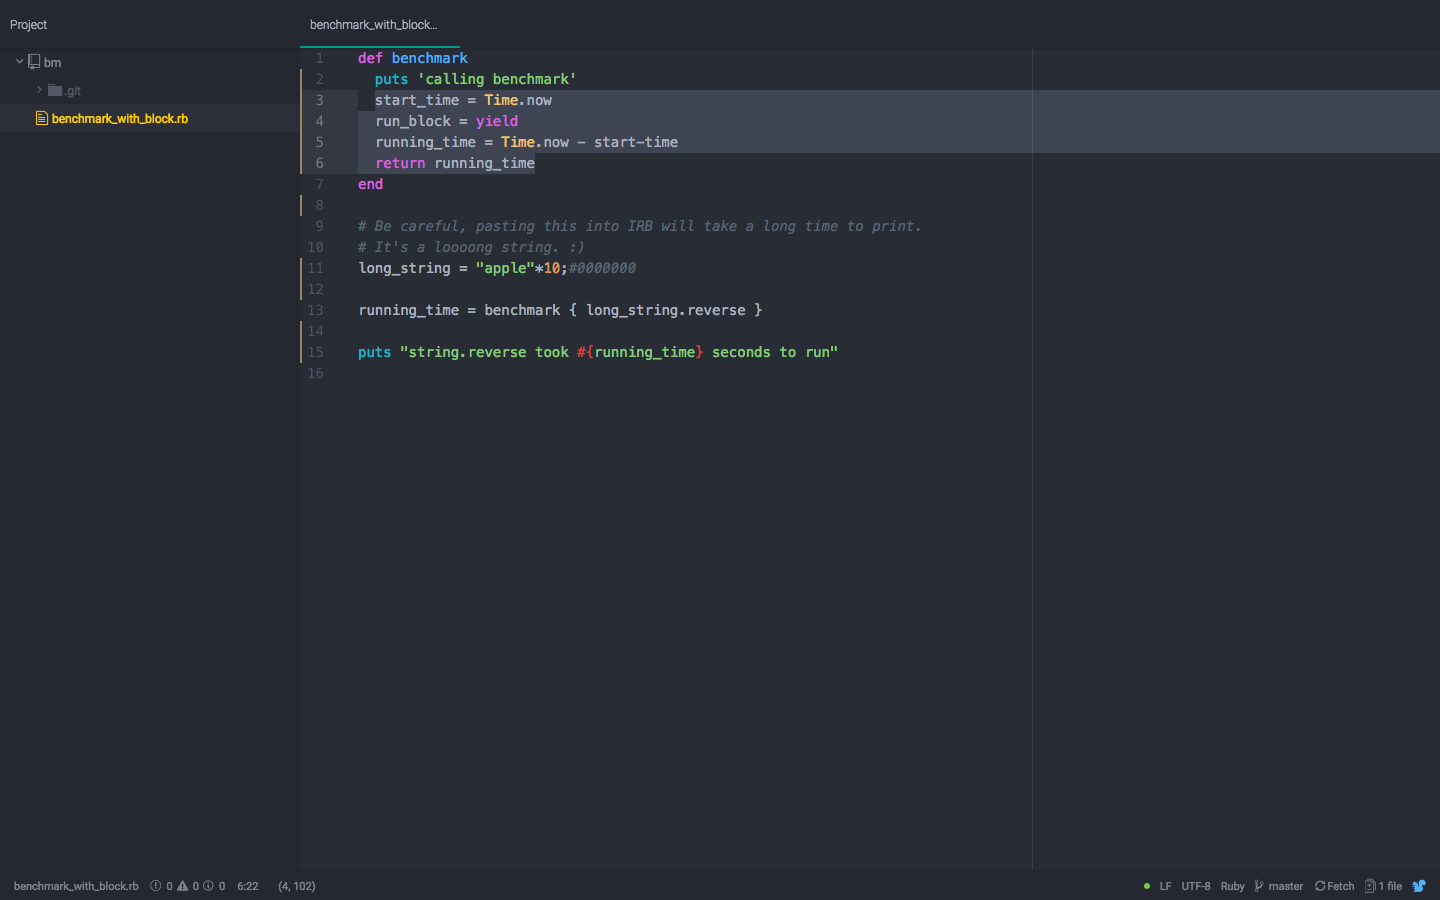 Project
benchmark_with_block...
bm
.git
benchmark_with_block.rb
1 def benchmark
2 puts 'calling benchmark'
3 start_time = Time.now
4 run_block = yield
5 running_time = Time.now - start-time
6 return running_time
7 end
8
9 # Be careful, pasting this into IRB will take a long time to print.
10 # It's a loooong string. :)
11 long_string = "apple"*10;#0000000
12
13 running_time = benchmark { long_string.reverse }
14
15 puts "string.reverse took #{running_time} seconds to run"
16
benchmark_with_block.rb 0 0 0 6:22 (4, 102) LF UTF-8 Ruby master Fetch 1 file